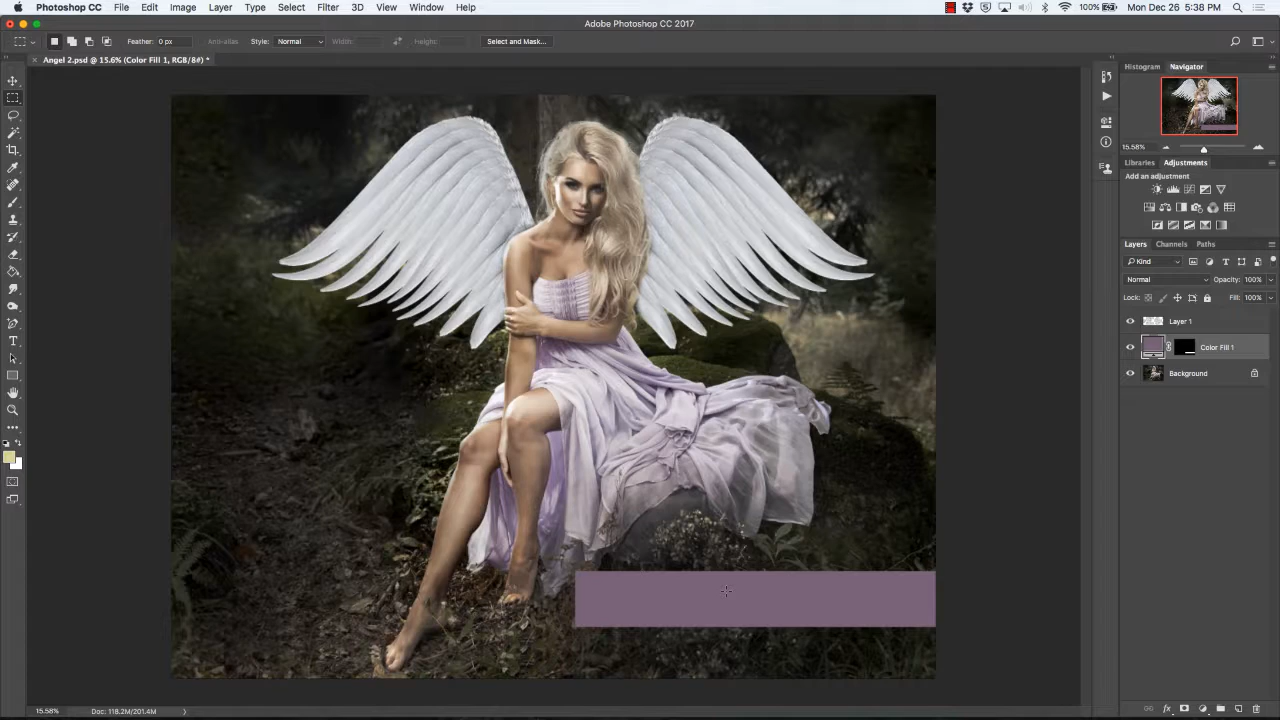 Photoshop CC File Edit Image Layer Type Select Filter 3D View Window Help 100% Mon Dec 26 5:38 PM
Adobe Photoshop CC 2017
Feather: 0 px Anti-alias Style: Normal Width: Height: Select and Mask...
Angel 2.psd @ 15.6% (Color Fill 1, RGB/8#) *
Histogram Navigator
15.58%
Libraries Adjustments
Add an adjustment
Layers Channels Paths
Kind
Normal Opacity: 100%
Lock: Fill: 100%
Layer 1
Color Fill 1
Background
15.58% Doc: 118.2M/201.4M